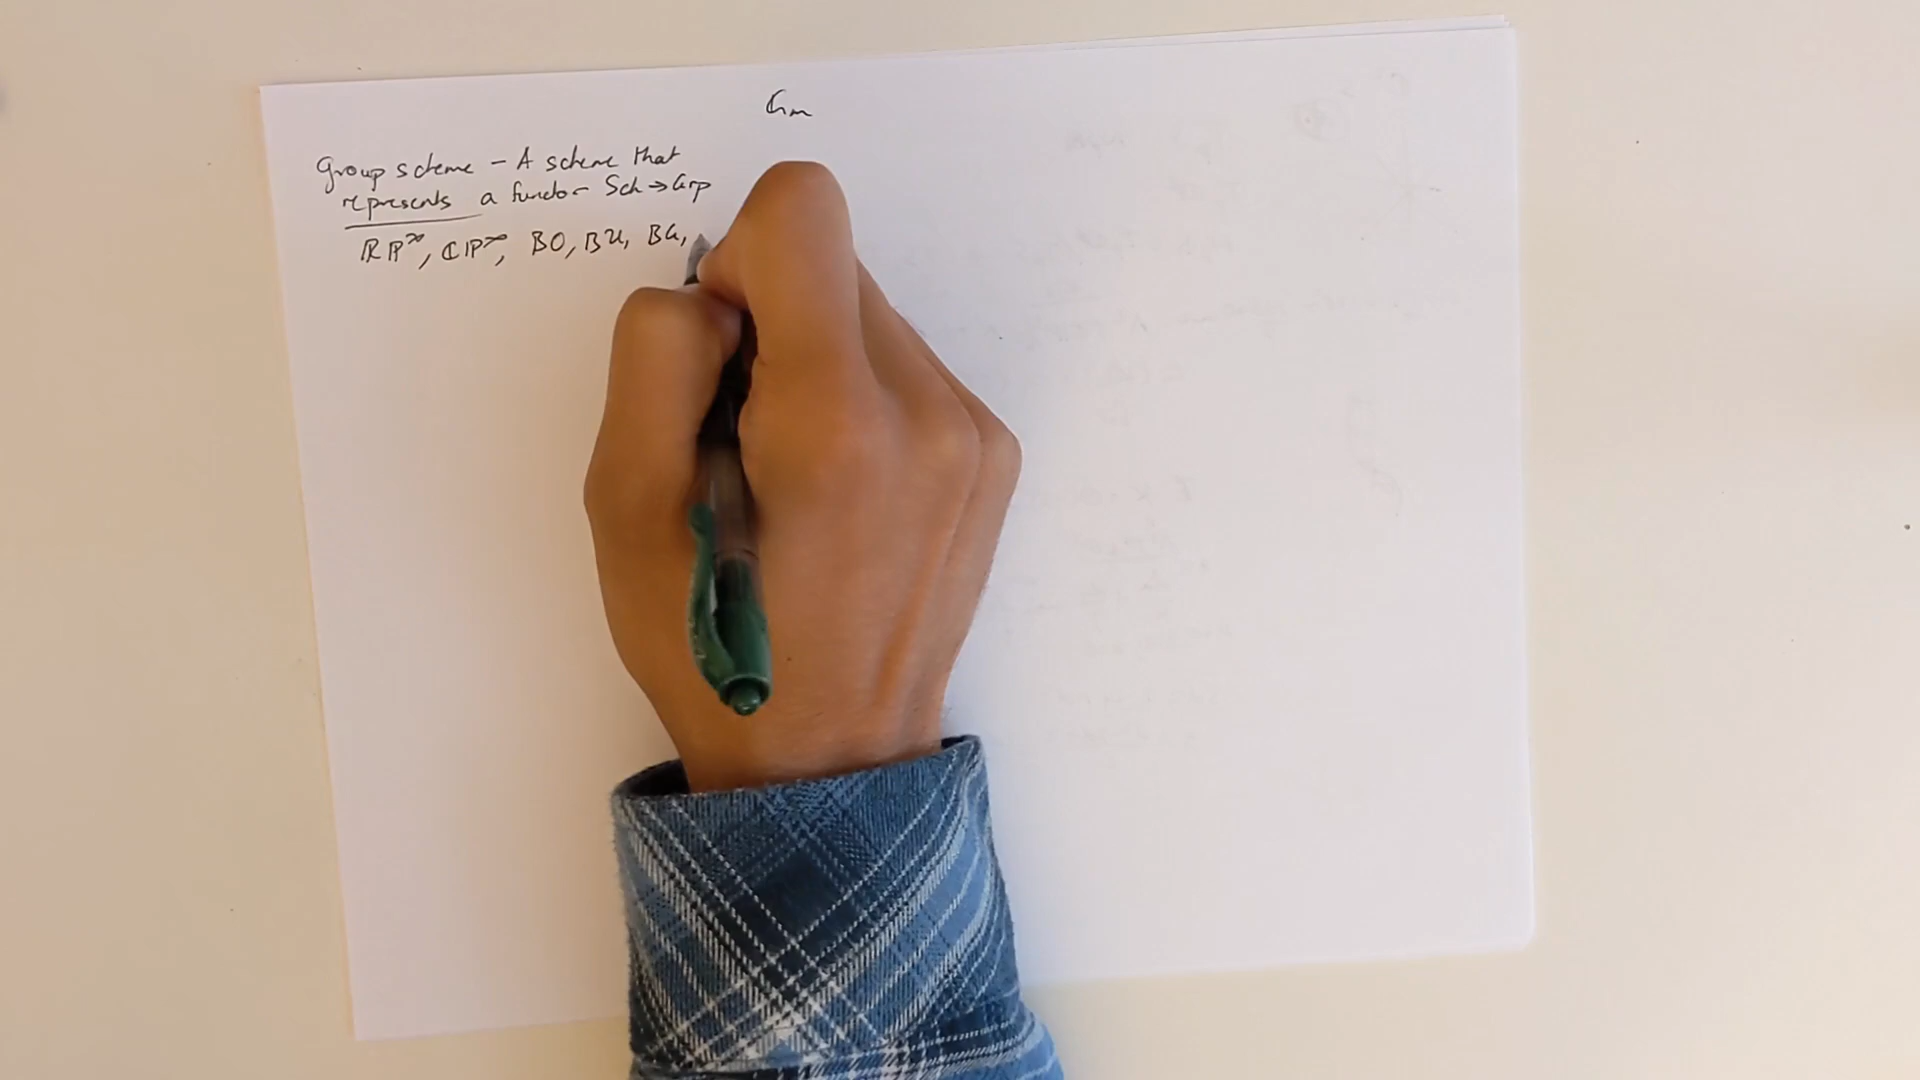 𝔾m
Group scheme – A scheme that
represents a functor Sch → Grp
ℝℙ^∞, ℂℙ^∞, BO, BU, BG,